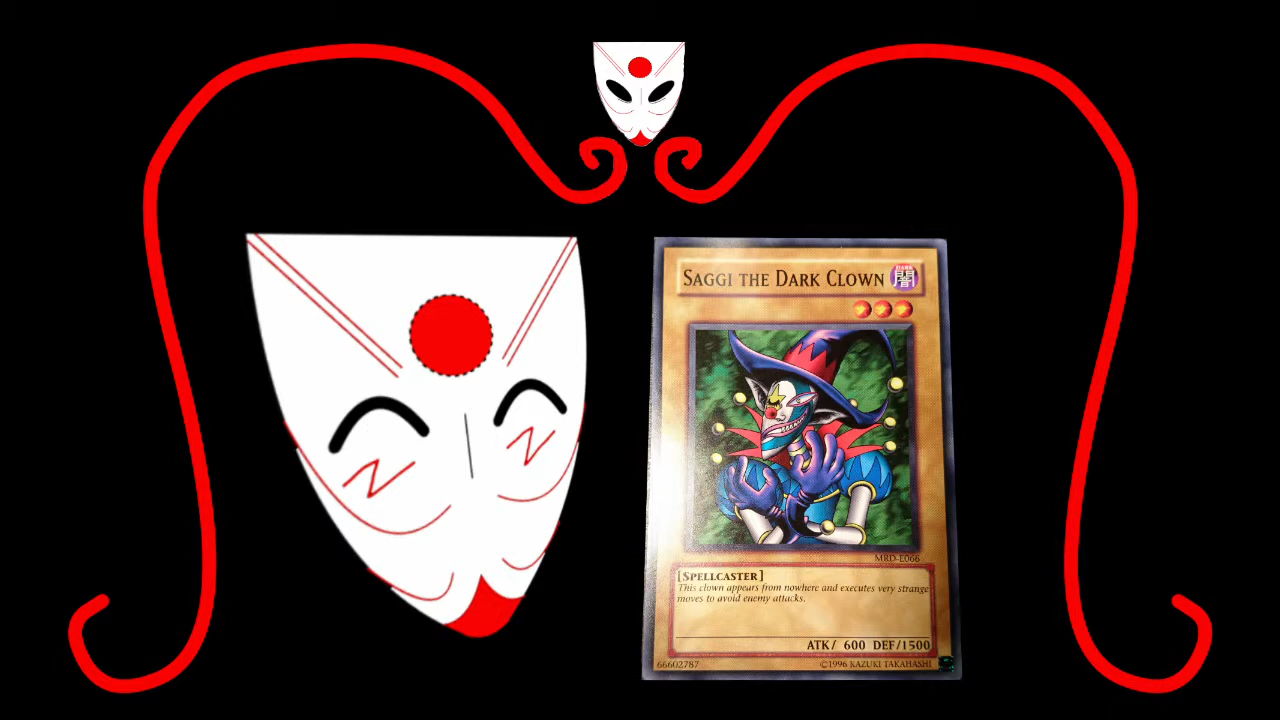 SAGGI THE DARK CLOWN
DARK
闇
MRD-E066
[SPELLCASTER]
This clown appears from nowhere and executes very strange
moves to avoid enemy attacks.
ATK/ 600 DEF/1500
66602787
©1996 KAZUKI TAKAHASHI